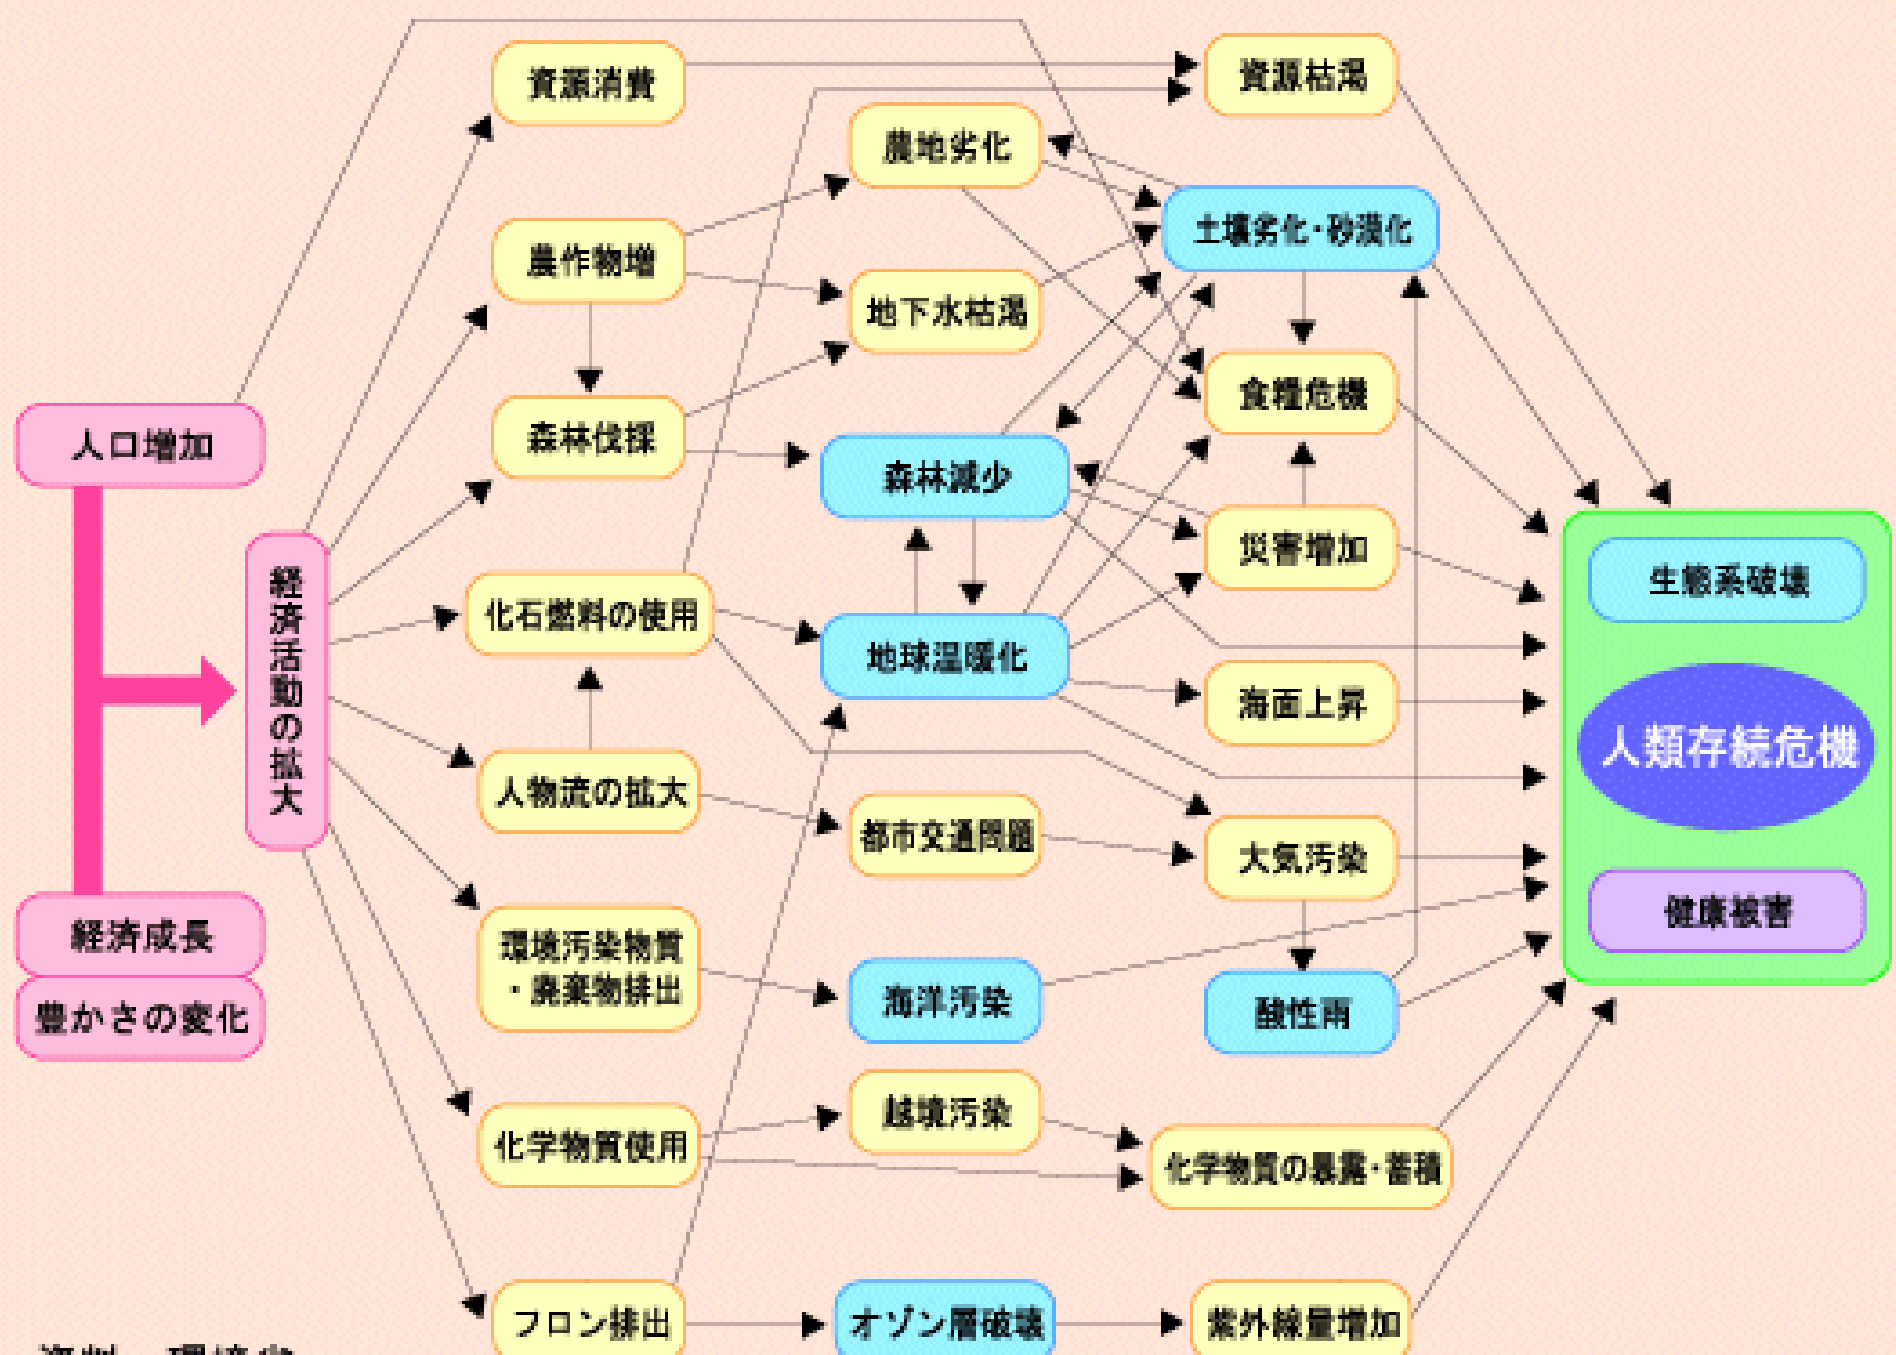 人口増加
経済成長
豊かさの変化
経済活動の拡大
資源消費
農作物増
森林伐採
化石燃料の使用
人物流の拡大
環境汚染物質
・廃棄物排出
化学物質使用
フロン排出
農地劣化
地下水枯渇
森林減少
地球温暖化
都市交通問題
海洋汚染
越境汚染
オゾン層破壊
資源枯渇
土壌劣化・砂漠化
食糧危機
災害増加
海面上昇
大気汚染
酸性雨
化学物質の暴露・蓄積
紫外線量増加
生態系破壊
人類存続危機
健康被害